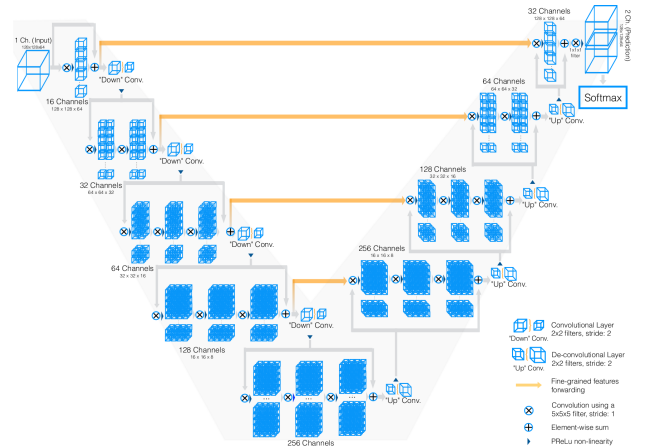 1 Ch. (Input)
128x128x64
"Down" Conv.
16 Channels
128 x 128 x 64
"Down" Conv.
32 Channels
64 x 64 x 32
"Down" Conv.
64 Channels
32 x 32 x 16
"Down" Conv.
128 Channels
16 x 16 x 8
...
...
256 Channels
"Up" Conv.
256 Channels
16 x 16 x 8
"Up" Conv.
128 Channels
32 x 32 x 16
"Up" Conv.
64 Channels
64 x 64 x 32
"Up" Conv.
32 Channels
128 x 128 x 64
1x1x1
filter
2 Ch. (Prediction)
128x128x64
Softmax
Convolutional Layer
2x2 filters, stride: 2
"Down" Conv.
De-convolutional Layer
2x2 filters, stride: 2
"Up" Conv.
Fine-grained features
forwarding
Convolution using a
5x5x5 filter, stride: 1
Element-wise sum
PReLu non-linearity